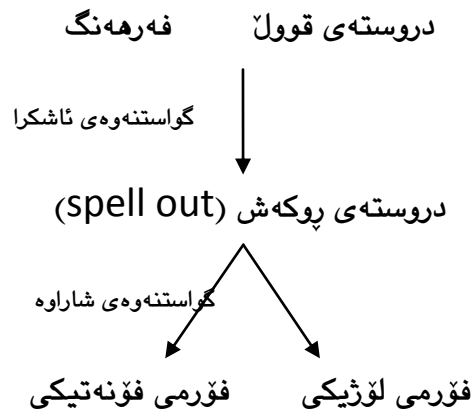 دروستەی قووڵ فەرهەنگ
گواستنەوەی ئاشکرا
دروستەی ڕوکەش (spell out)
گواستنەوەی شاراوە
فۆرمی لۆژیکی فۆرمی فۆنەتیکی